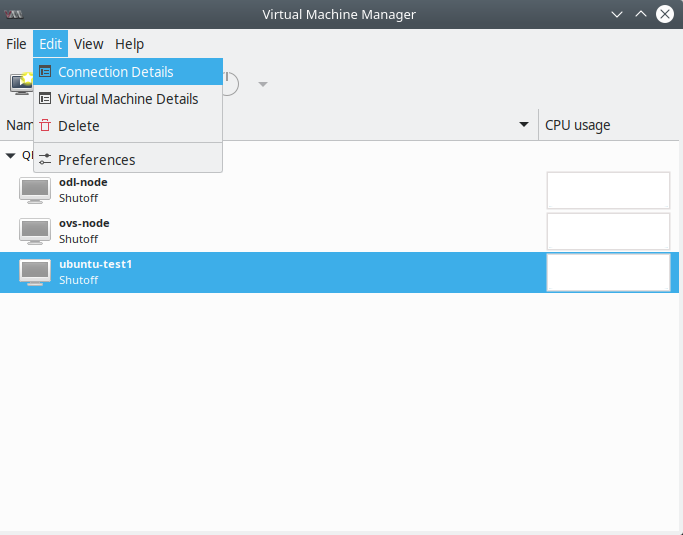 Virtual Machine Manager
File Edit View Help
Connection Details
Virtual Machine Details
Delete
Preferences
CPU usage
odl-node
Shutoff
ovs-node
Shutoff
ubuntu-test1
Shutoff